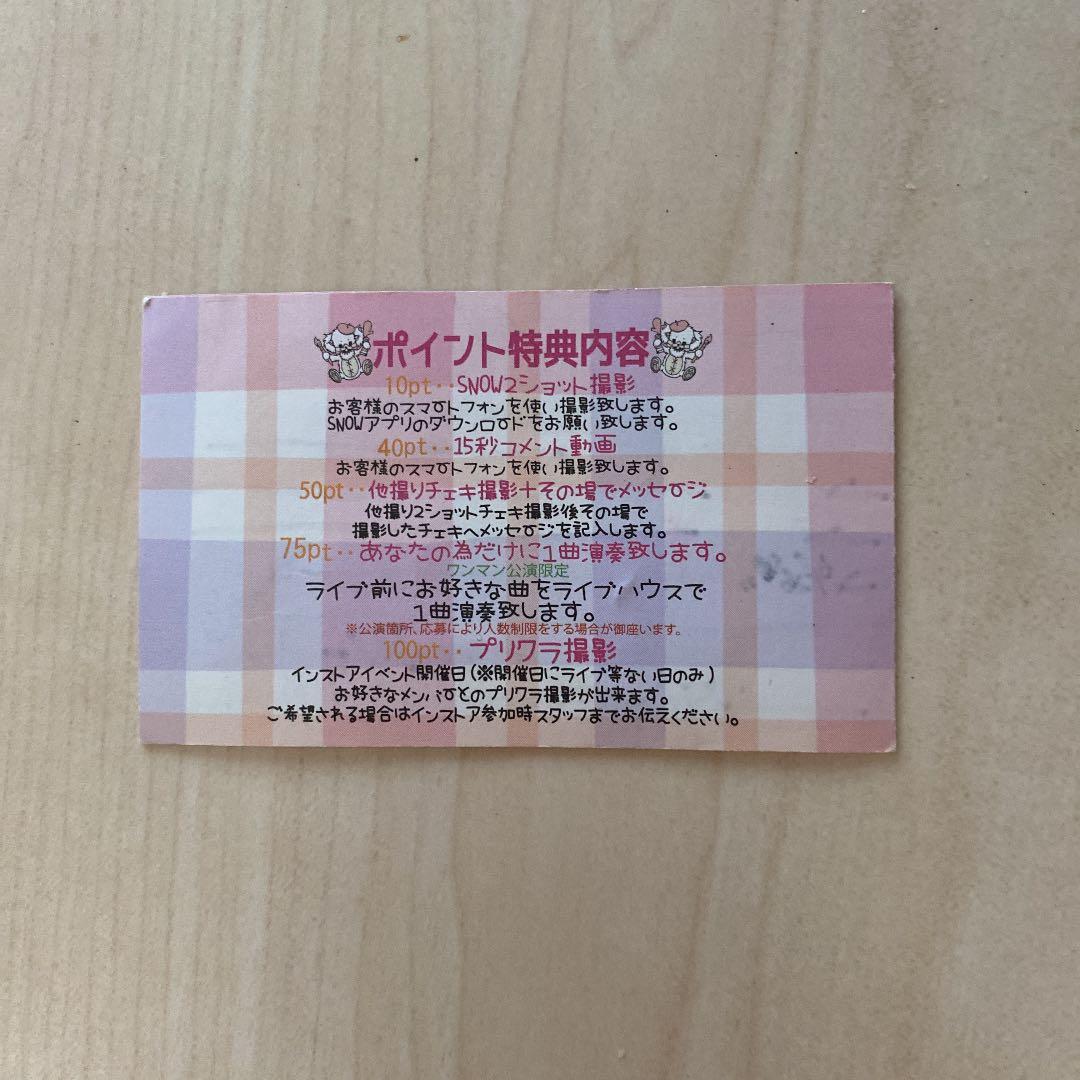 ポイント特典内容
10pt‥SNOW2ショット撮影
お客様のスマートフォンを使い撮影致します。
SNOWアプリのダウンロードをお願い致します。
40pt‥15秒コメント動画
お客様のスマートフォンを使い撮影致します。
50pt‥他撮りチェキ撮影+その場でメッセージ
他撮り2ショットチェキ撮影後その場で
撮影したチェキへメッセージを記入します。
75pt‥あなたの為だけに1曲演奏致します。
ワンマン公演限定
ライブ前にお好きな曲をライブハウスで
1曲演奏致します。
※公演箇所、応募により人数制限をする場合が御座います。
100pt‥プリワラ撮影
インストアイベント開催日(※開催日にライブ等ない日のみ)
お好きなメンバーとのプリワラ撮影が出来ます。
ご希望される場合はインストア参加時スタッフまでお伝えください。